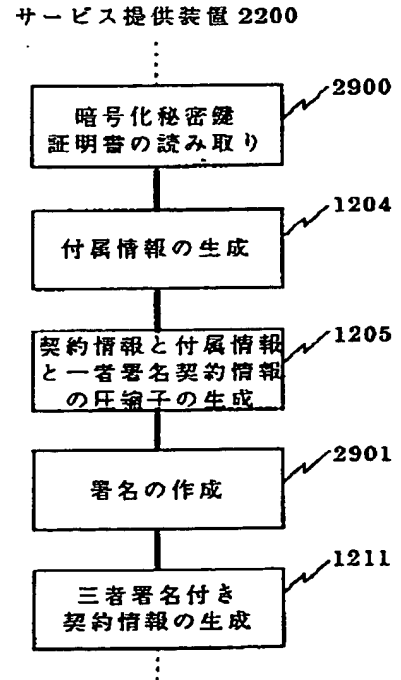 サービス提供装置 2200
2900
暗号化秘密鍵
証明書の読み取り
1204
付属情報の生成
1205
契約情報と付属情報
と一者署名契約情報
の圧縮子の生成
2901
署名の作成
1211
三者署名付き
契約情報の生成